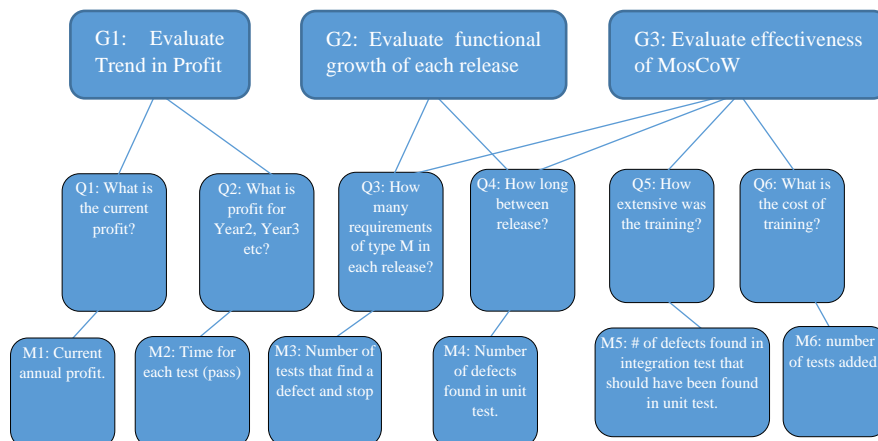 G1: Evaluate
Trend in Profit
G2: Evaluate functional
growth of each release
G3: Evaluate effectiveness
of MosCoW
Q1: What is
the current
profit?
Q2: What is
profit for
Year2, Year3
etc?
Q3: How
many
requirements
of type M in
each release?
Q4: How long
between
release?
Q5: How
extensive was
the training?
Q6: What is
the cost of
training?
M1: Current
annual profit.
M2: Time for
each test (pass)
M3: Number of
tests that find a
defect and stop
M4: Number
of defects
found in unit
test.
M5: # of defects found in
integration test that
should have been found
in unit test.
M6: number
of tests added